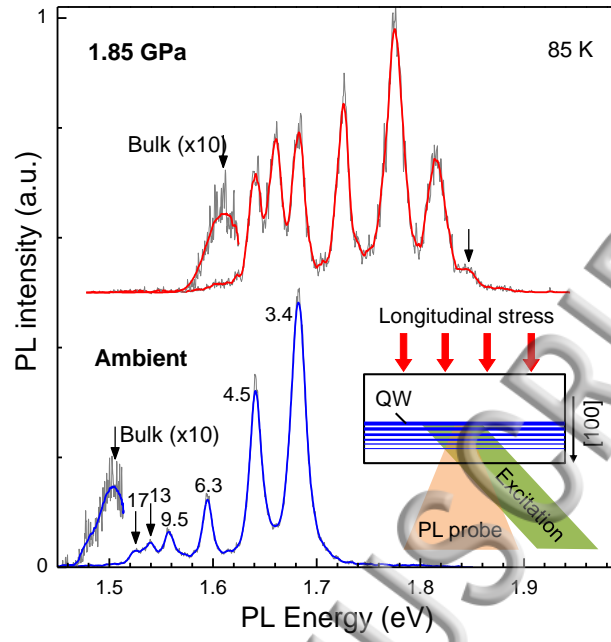 1
1.85 GPa
85 K
Bulk (x10)
PL intensity (a.u.)
3.4
Longitudinal stress
Ambient
4.5
QW
[100]
Bulk (x10)
17
13
6.3
9.5
Excitation
PL probe
0
1.5
1.6
1.7
1.8
1.9
PL Energy (eV)